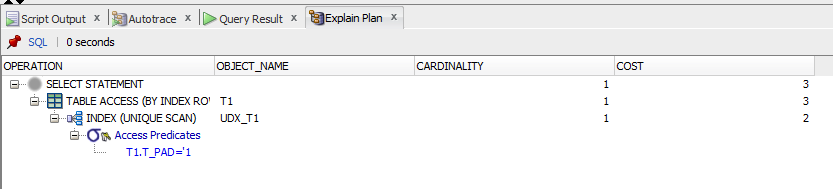 Script Output x Autotrace x Query Result x Explain Plan x
SQL | 0 seconds
OPERATION OBJECT_NAME CARDINALITY COST
SELECT STATEMENT 1 3
TABLE ACCESS (BY INDEX RO' T1 1 3
INDEX (UNIQUE SCAN) UDX_T1 1 2
Access Predicates
T1.T_PAD='1